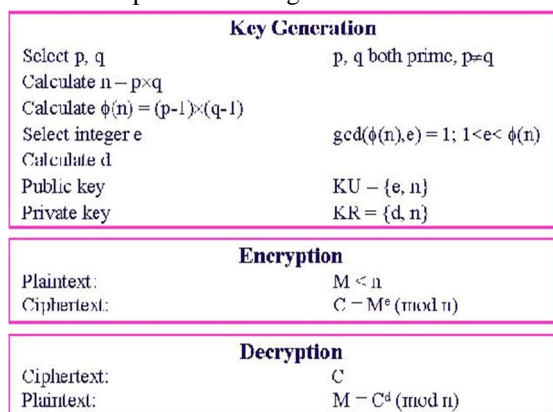 Key Generation
Select p, q p, q both prime, p≠q
Calculate n = p×q
Calculate ϕ(n) = (p-1)×(q-1)
Select integer e gcd(ϕ(n),e) = 1; 1<e< ϕ(n)
Calculate d
Public key KU = {e, n}
Private key KR = {d, n}
Encryption
Plaintext: M < n
Ciphertext: C = Mᵉ (mod n)
Decryption
Ciphertext: C
Plaintext: M = Cᵈ (mod n)